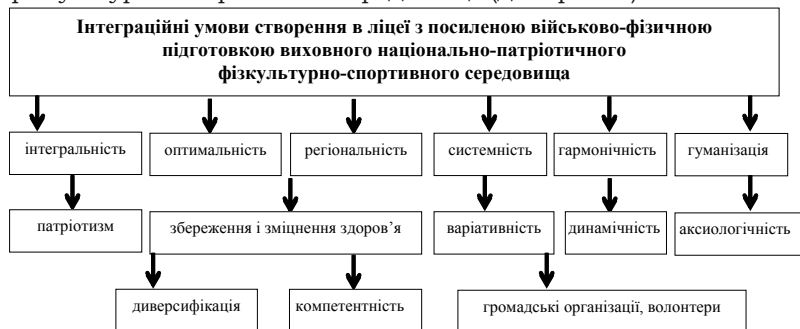 Інтеграційні умови створення в ліцеї з посиленою військово-фізичною
підготовкою виховного національно-патріотичного
фізкультурно-спортивного середовища
інтегральність
оптимальність
регіональність
системність
гармонічність
гуманізація
патріотизм
збереження і зміцнення здоров’я
варіативність
динамічність
аксиологічність
диверсифікація
компетентність
громадські організації, волонтери